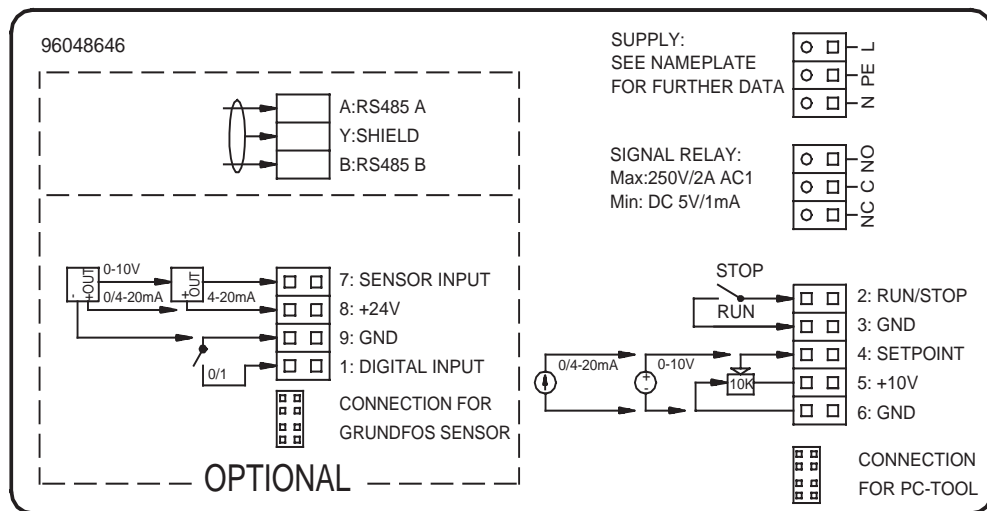 96048646
A:RS485 A
Y:SHIELD
B:RS485 B
SUPPLY:
SEE NAMEPLATE
FOR FURTHER DATA
L
PE
N
SIGNAL RELAY:
Max:250V/2A AC1
Min: DC 5V/1mA
NO
C
NC
- +OUT
0-10V
0/4-20mA
+OUT
4-20mA
7: SENSOR INPUT
8: +24V
9: GND
1: DIGITAL INPUT
0/1
CONNECTION FOR
GRUNDFOS SENSOR
OPTIONAL
STOP
RUN
2: RUN/STOP
3: GND
4: SETPOINT
5: +10V
6: GND
0/4-20mA
+
-
0-10V
10K
CONNECTION
FOR PC-TOOL